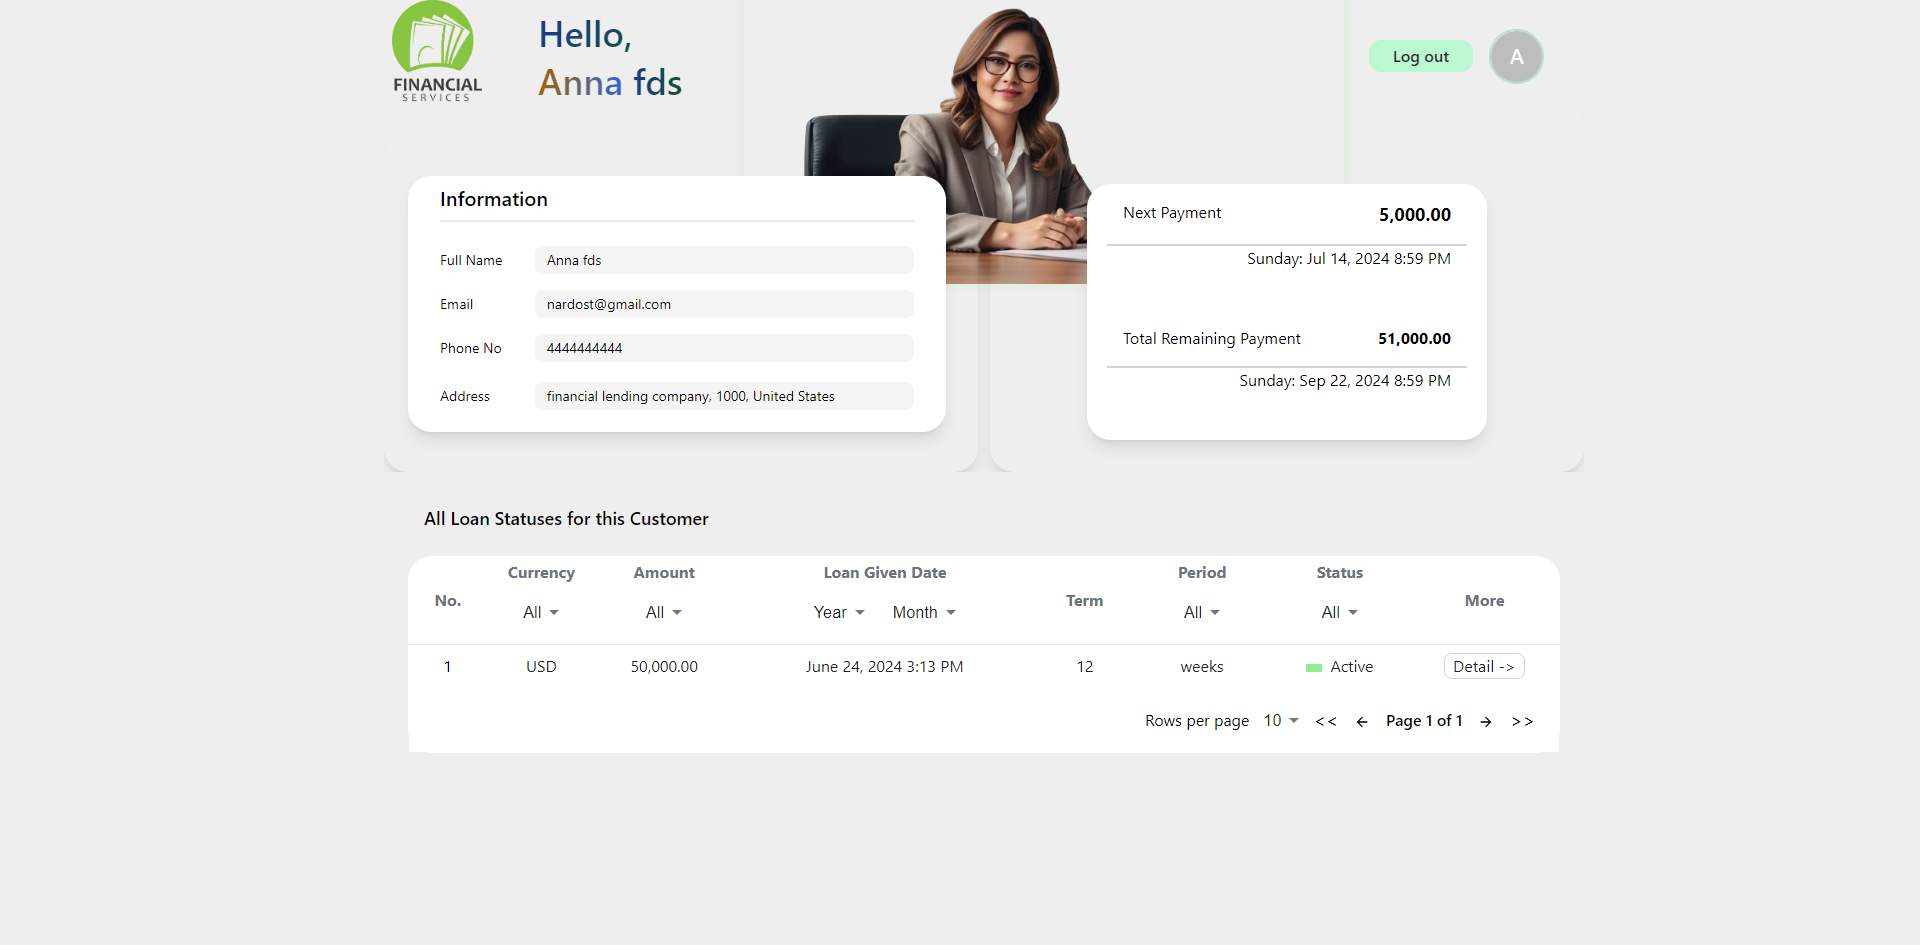 FINANCIAL
SERVICES
Hello,
Anna fds
Log out
A
Information
Full Name Anna fds
Email nardost@gmail.com
Phone No 4444444444
Address financial lending company, 1000, United States
Next Payment 5,000.00
Sunday: Jul 14, 2024 8:59 PM
Total Remaining Payment 51,000.00
Sunday: Sep 22, 2024 8:59 PM
All Loan Statuses for this Customer
No. Currency Amount Loan Given Date Term Period Status More
All All Year Month All All
1 USD 50,000.00 June 24, 2024 3:13 PM 12 weeks Active Detail ->
Rows per page 10 << ← Page 1 of 1 → >>